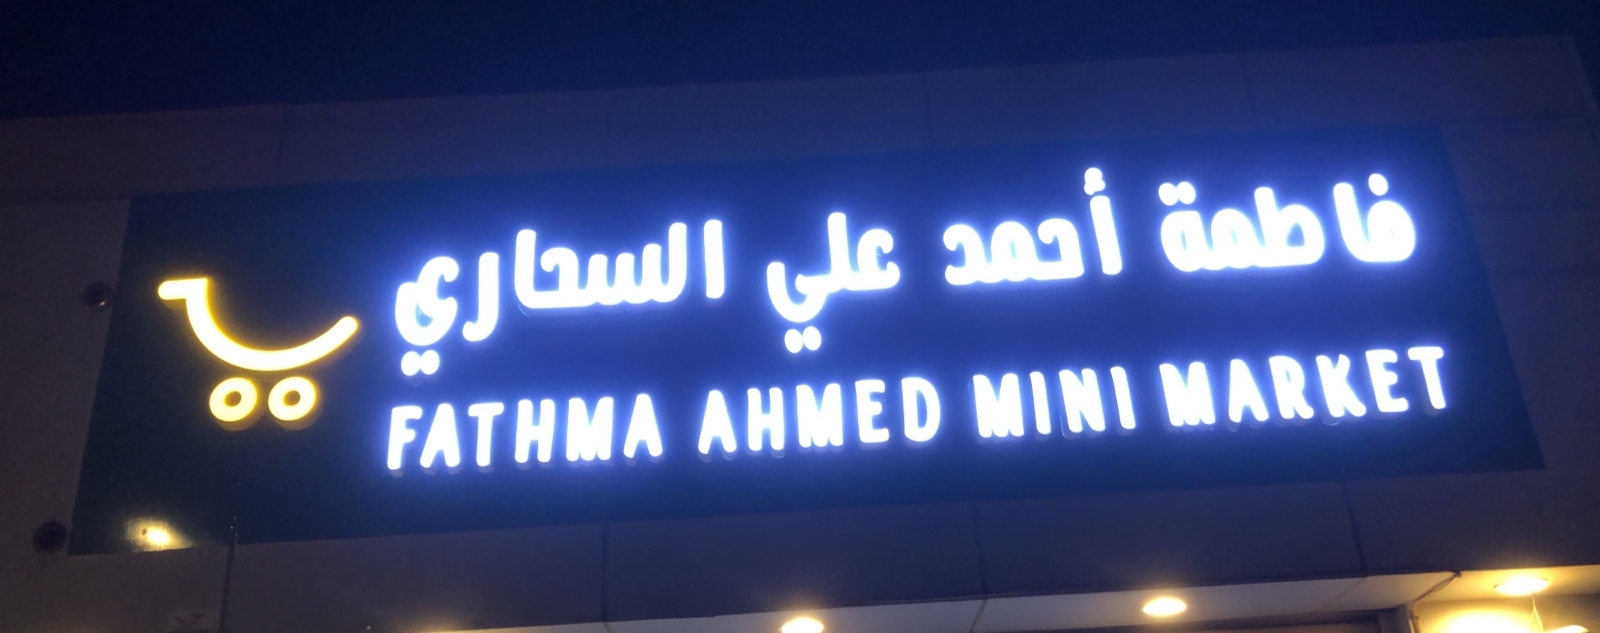 فاطمة أحمد علي السحاري
FATHMA AHMED MINI MARKET